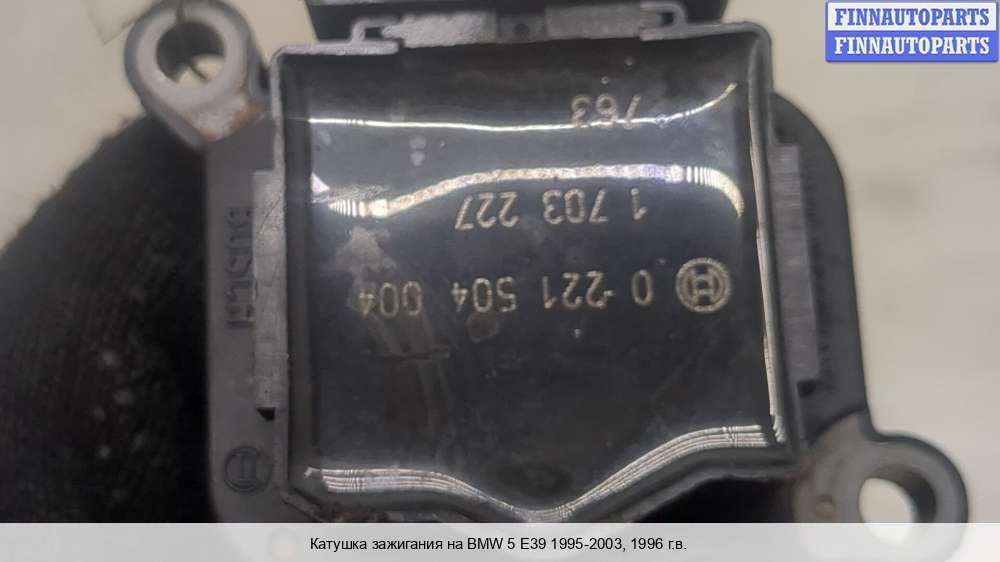 FINNAUTOPARTS
FINNAUTOPARTS
0 221 504 004
1 703 227
763
BOSCH
Катушка зажигания на BMW 5 E39 1995-2003, 1996 г.в.